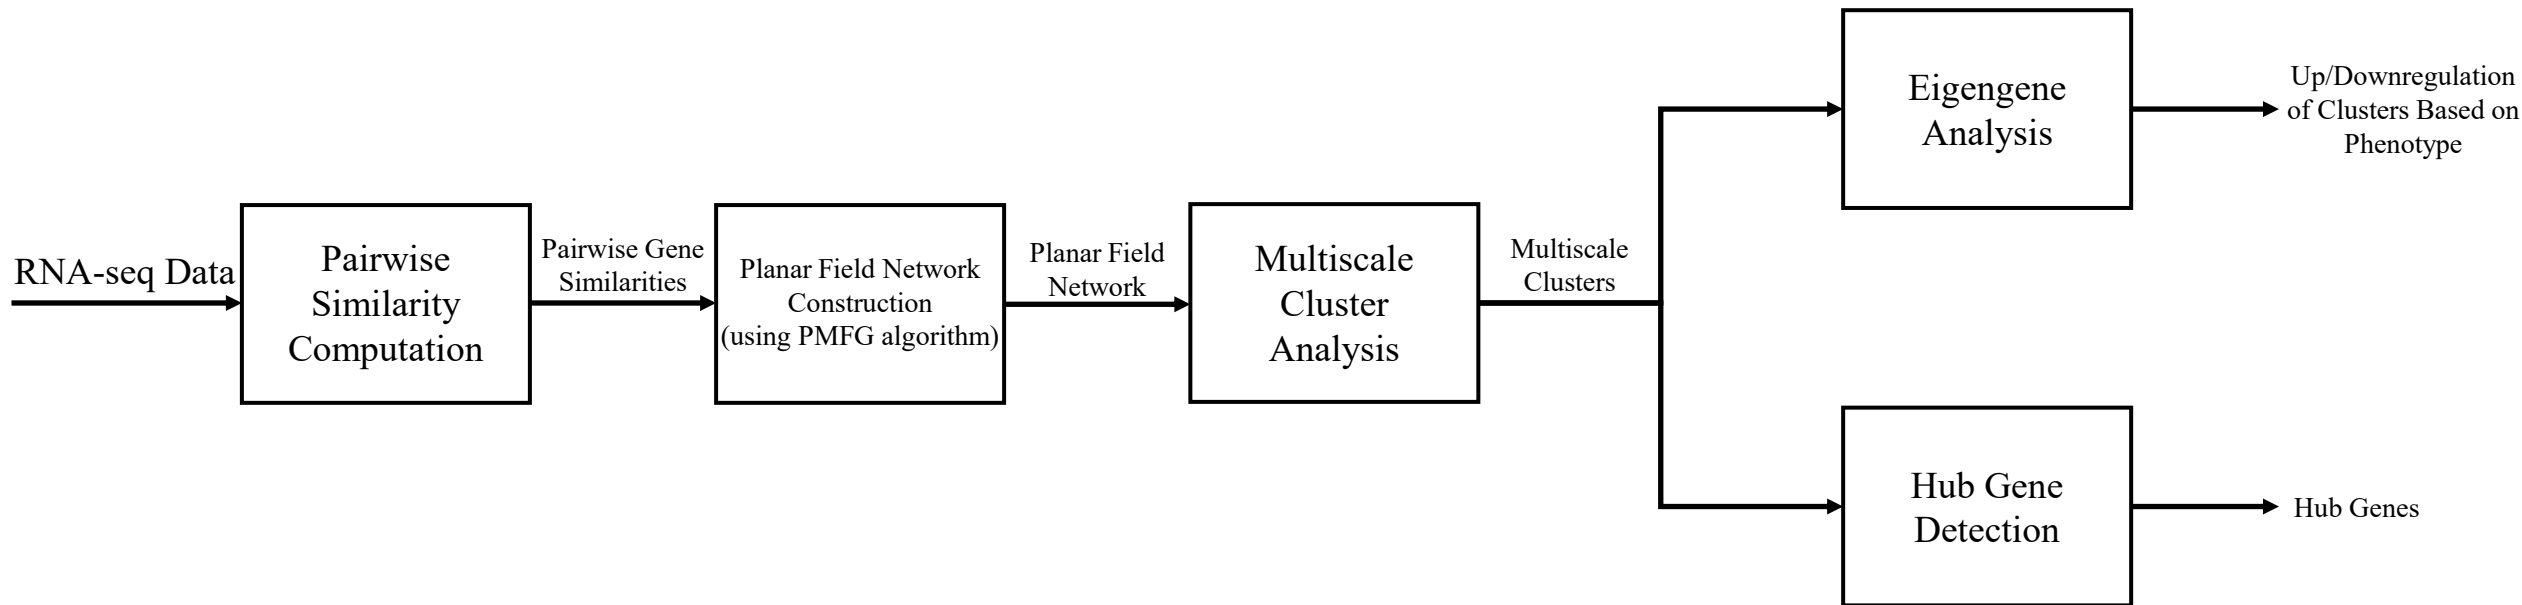 RNA-seq Data
Pairwise
Similarity
Computation
Pairwise Gene
Similarities
Planar Field Network
Construction
(using PMFG algorithm)
Planar Field
Network
Multiscale
Cluster
Analysis
Multiscale
Clusters
Eigengene
Analysis
Up/Downregulation
of Clusters Based on
Phenotype
Hub Gene
Detection
Hub Genes